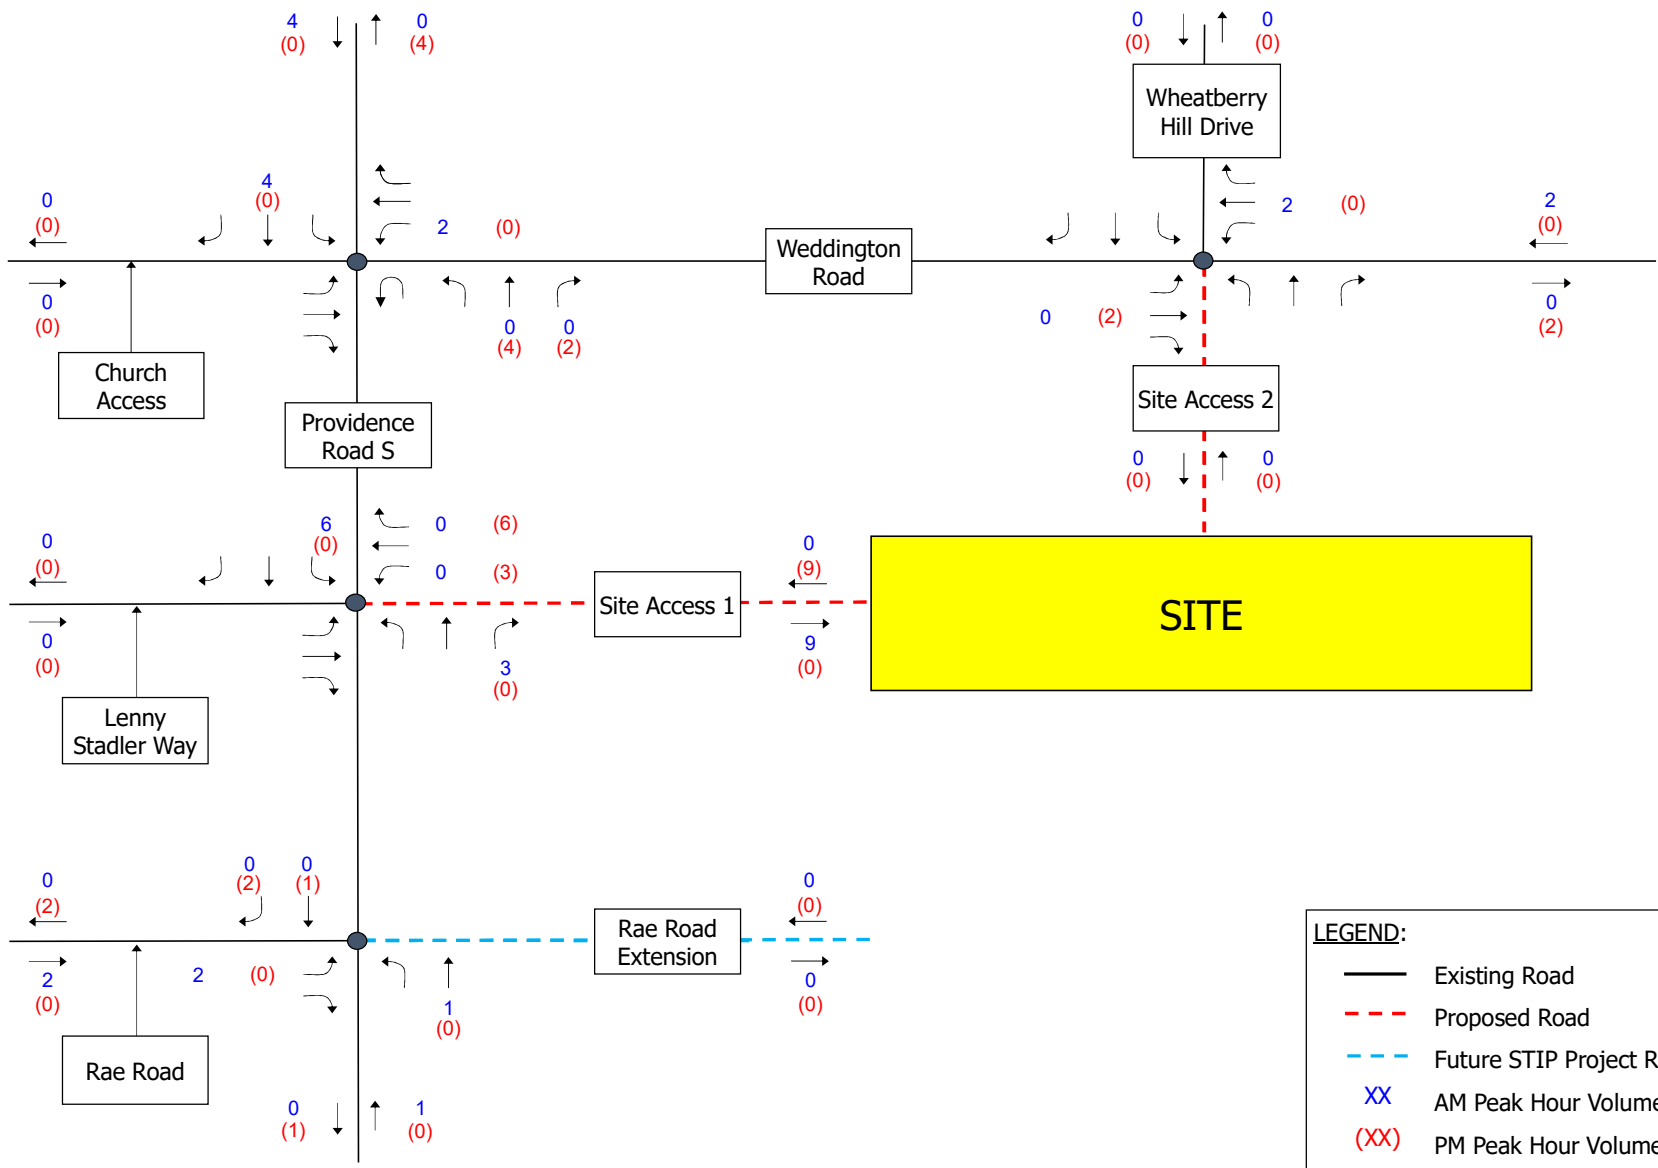 4
(0)
0
(4)
0
(0)
0
(0)
Wheatberry
Hill Drive
0
(0)
4
(0)
2 (0)
Weddington
Road
2 (0)
2
(0)
0
(0)
0
(4)
0
(2)
0 (2)
0
(2)
Church
Access
Providence
Road S
Site Access 2
0
(0)
0
(0)
0
(0)
6
(0)
0 (6)
0 (3)
Site Access 1
0
(9)
SITE
0
(0)
3
(0)
9
(0)
Lenny
Stadler Way
0
(2)
0
(2)
0
(1)
Rae Road
Extension
0
(0)
2
(0)
2 (0)
1
(0)
0
(0)
Rae Road
0
(1)
1
(0)
LEGEND:
Existing Road
Proposed Road
Future STIP Project R
XX AM Peak Hour Volume
(XX) PM Peak Hour Volume